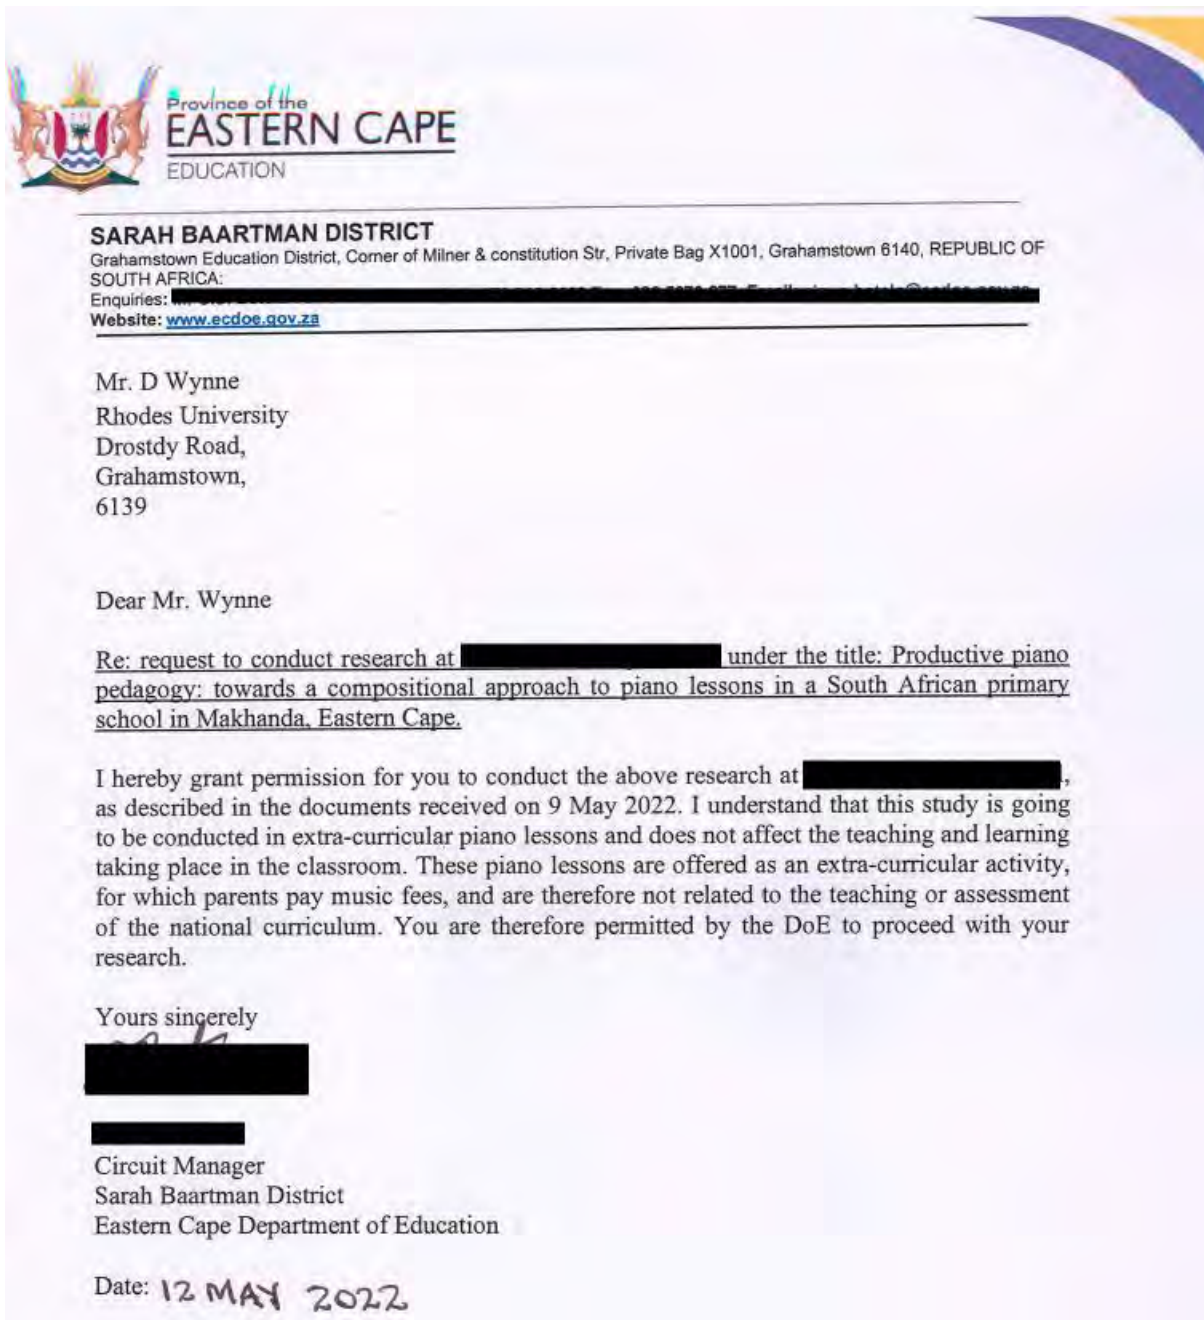 Province of the
EASTERN CAPE
EDUCATION
SARAH BAARTMAN DISTRICT
Grahamstown Education District, Corner of Milner & constitution Str, Private Bag X1001, Grahamstown 6140, REPUBLIC OF
SOUTH AFRICA:
Enquiries:
Website: www.ecdoe.gov.za
Mr. D Wynne
Rhodes University
Drostdy Road,
Grahamstown,
6139
Dear Mr. Wynne
Re: request to conduct research at under the title: Productive piano
pedagogy: towards a compositional approach to piano lessons in a South African primary
school in Makhanda, Eastern Cape.
I hereby grant permission for you to conduct the above research at ,
as described in the documents received on 9 May 2022. I understand that this study is going
to be conducted in extra-curricular piano lessons and does not affect the teaching and learning
taking place in the classroom. These piano lessons are offered as an extra-curricular activity,
for which parents pay music fees, and are therefore not related to the teaching or assessment
of the national curriculum. You are therefore permitted by the DoE to proceed with your
research.
Yours sincerely
Circuit Manager
Sarah Baartman District
Eastern Cape Department of Education
Date: 12 MAY 2022